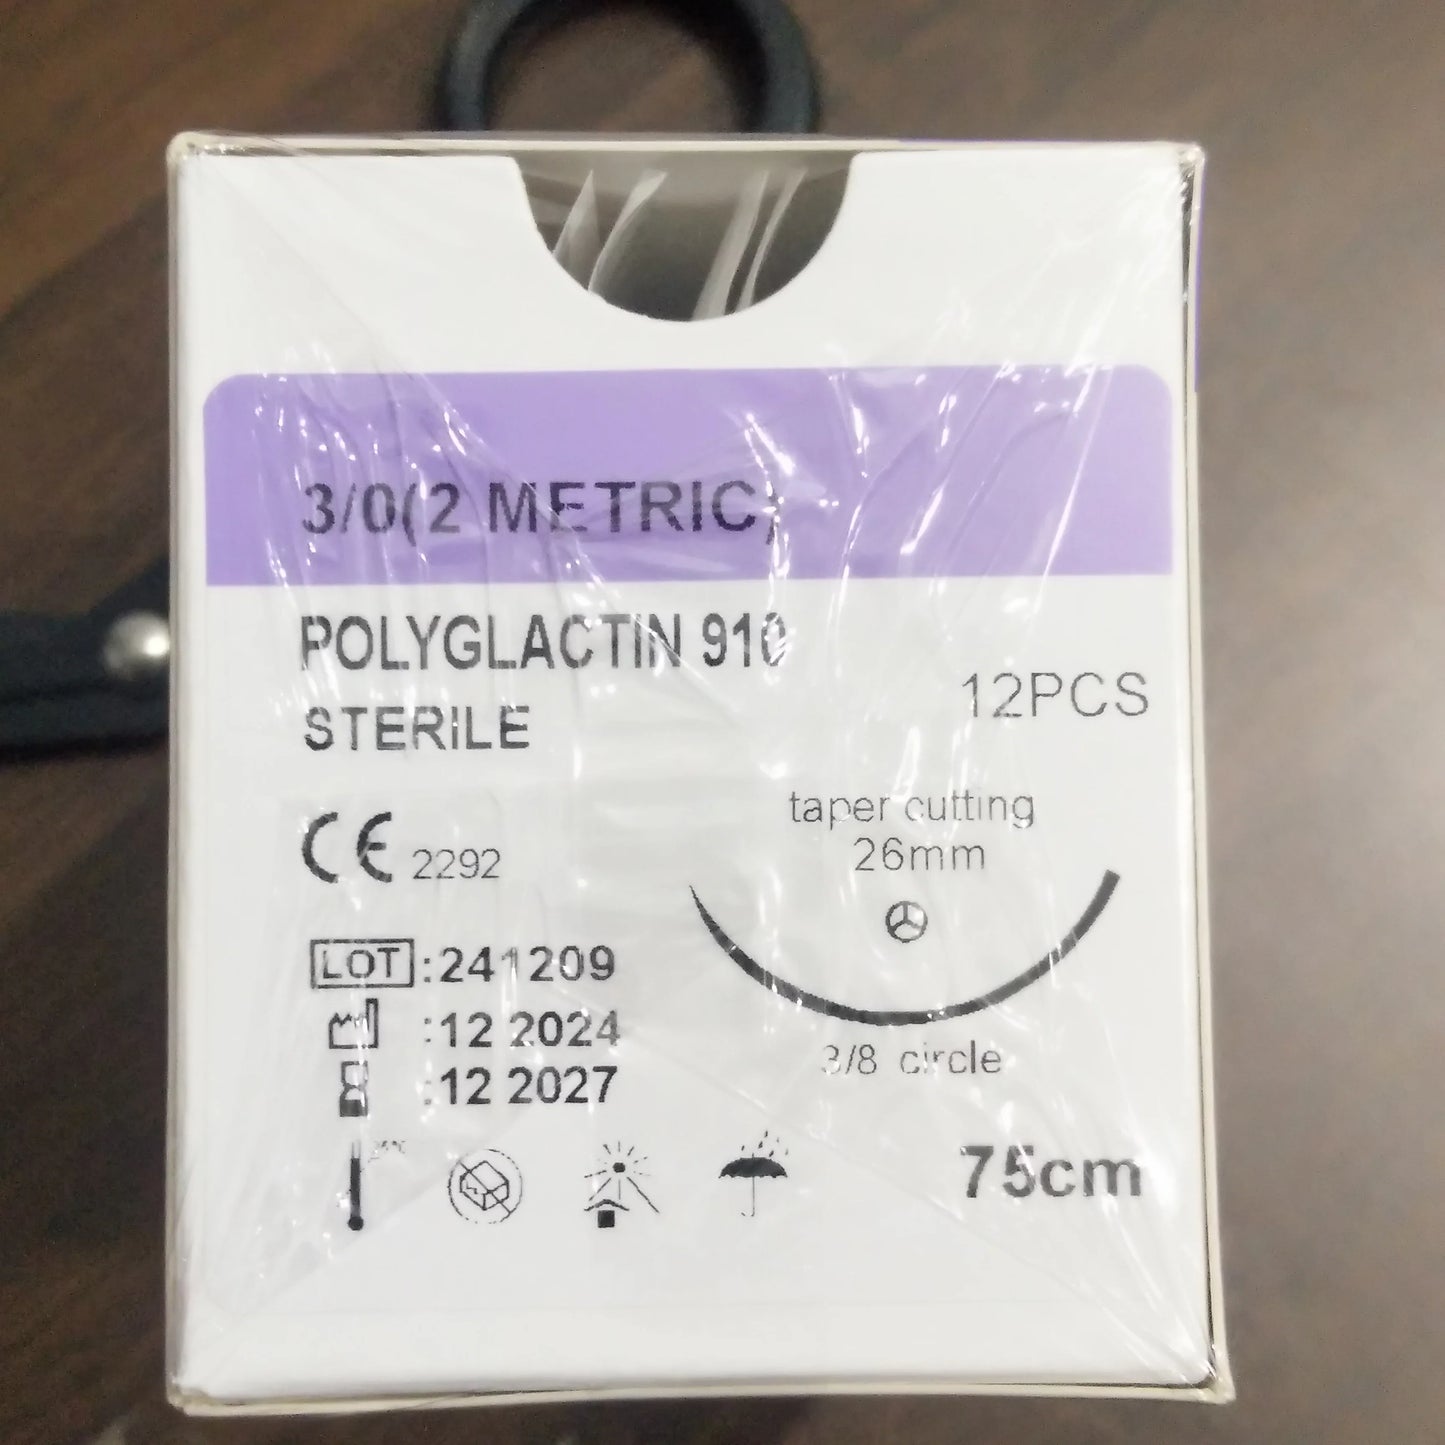 3/0(2 METRIC)
POLYGLACTIN 910
STERILE
12PCS
CE 2292
taper cutting
26mm
LOT :241209
:12 2024
:12 2027
3/8 circle
75cm